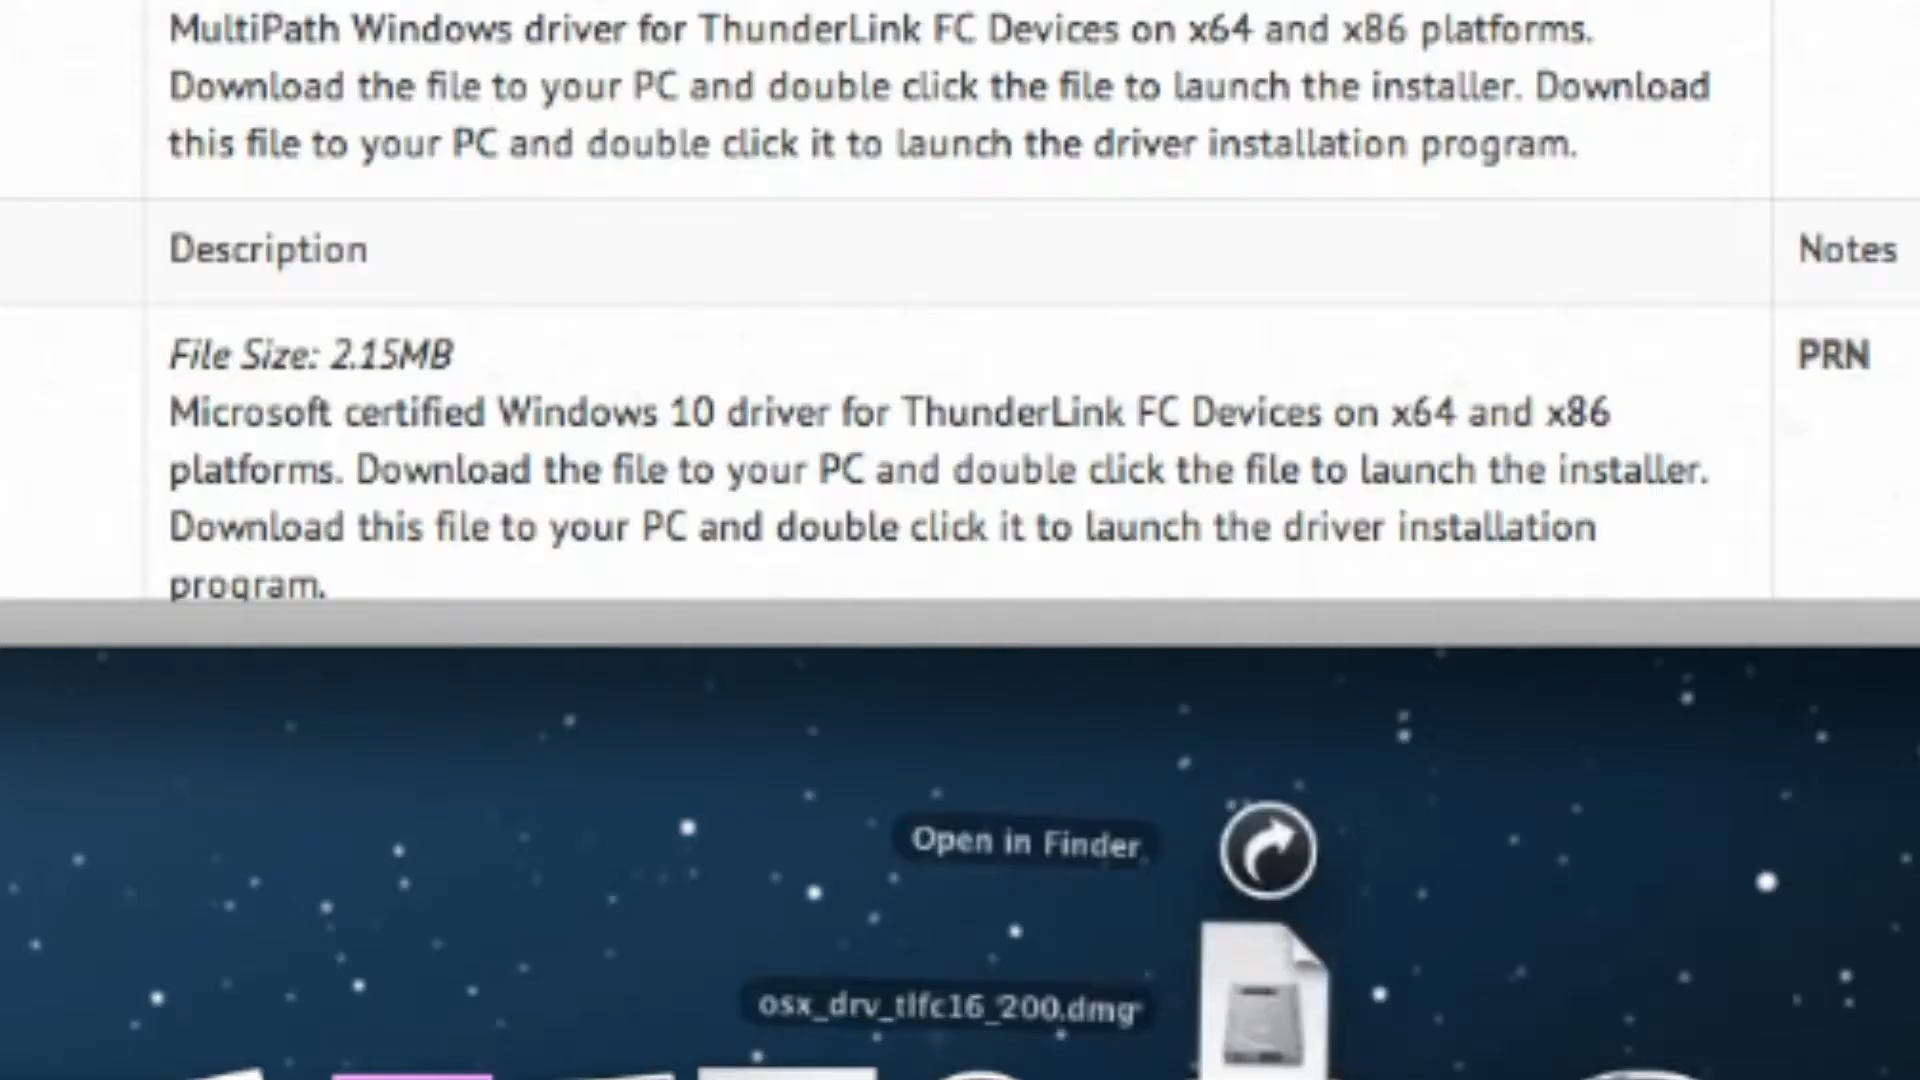 MultiPath Windows driver for ThunderLink FC Devices on x64 and x86 platforms.
Download the file to your PC and double click the file to launch the installer. Download
this file to your PC and double click it to launch the driver installation program.
Description
Notes
File Size: 2.15MB
PRN
Microsoft certified Windows 10 driver for ThunderLink FC Devices on x64 and x86
platforms. Download the file to your PC and double click the file to launch the installer.
Download this file to your PC and double click it to launch the driver installation
program.
Open in Finder
osx_drv_tlfc16_200.dmg